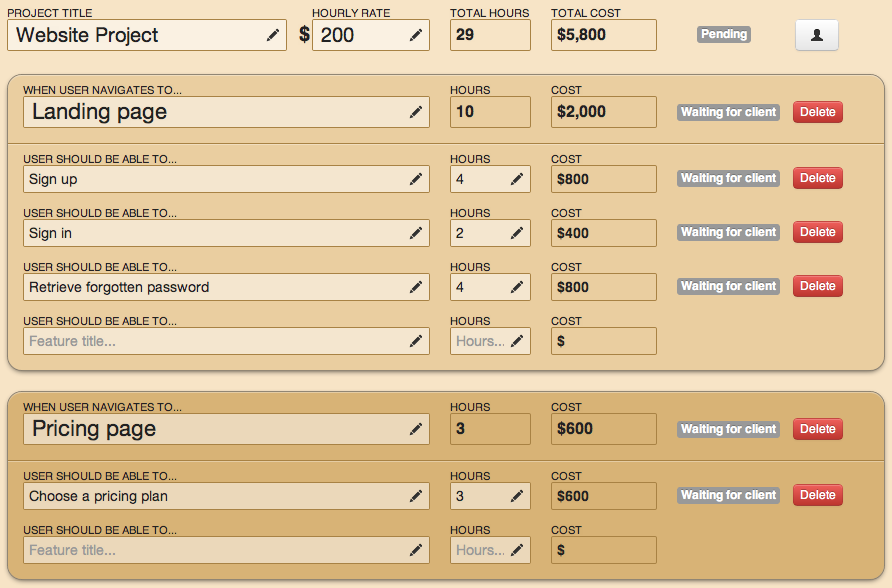 PROJECT TITLE HOURLY RATE TOTAL HOURS TOTAL COST
Website Project $ 200 29 $5,800 Pending
WHEN USER NAVIGATES TO... HOURS COST
Landing page 10 $2,000 Waiting for client Delete
USER SHOULD BE ABLE TO... HOURS COST
Sign up 4 $800 Waiting for client Delete
USER SHOULD BE ABLE TO... HOURS COST
Sign in 2 $400 Waiting for client Delete
USER SHOULD BE ABLE TO... HOURS COST
Retrieve forgotten password 4 $800 Waiting for client Delete
USER SHOULD BE ABLE TO... HOURS COST
Feature title... Hours... $
WHEN USER NAVIGATES TO... HOURS COST
Pricing page 3 $600 Waiting for client Delete
USER SHOULD BE ABLE TO... HOURS COST
Choose a pricing plan 3 $600 Waiting for client Delete
USER SHOULD BE ABLE TO... HOURS COST
Feature title... Hours... $